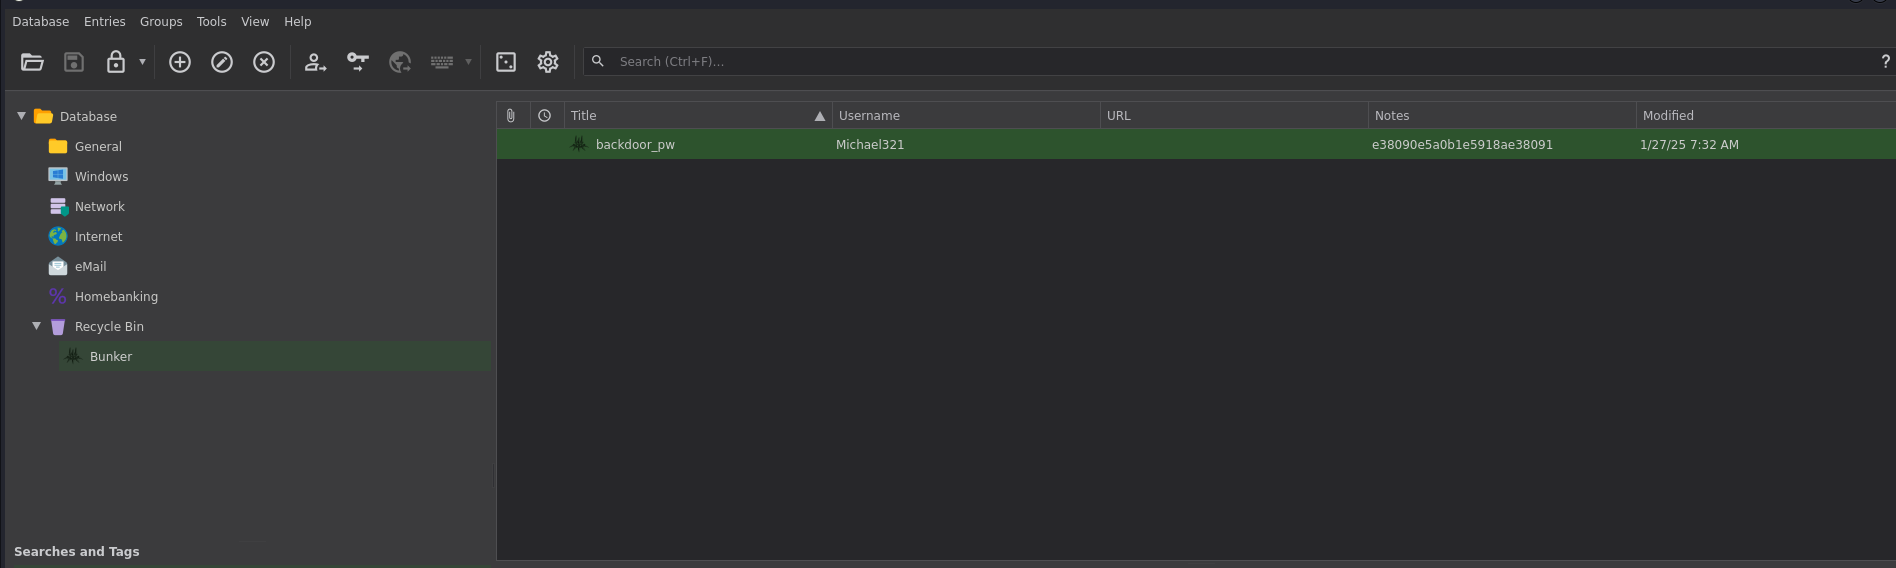 Database Entries Groups Tools View Help
Search (Ctrl+F)...
?
Database
General
Windows
Network
Internet
eMail
Homebanking
Recycle Bin
Bunker
Searches and Tags
Title Username URL Notes Modified
backdoor_pw Michael321 e38090e5a0b1e5918ae38091 1/27/25 7:32 AM